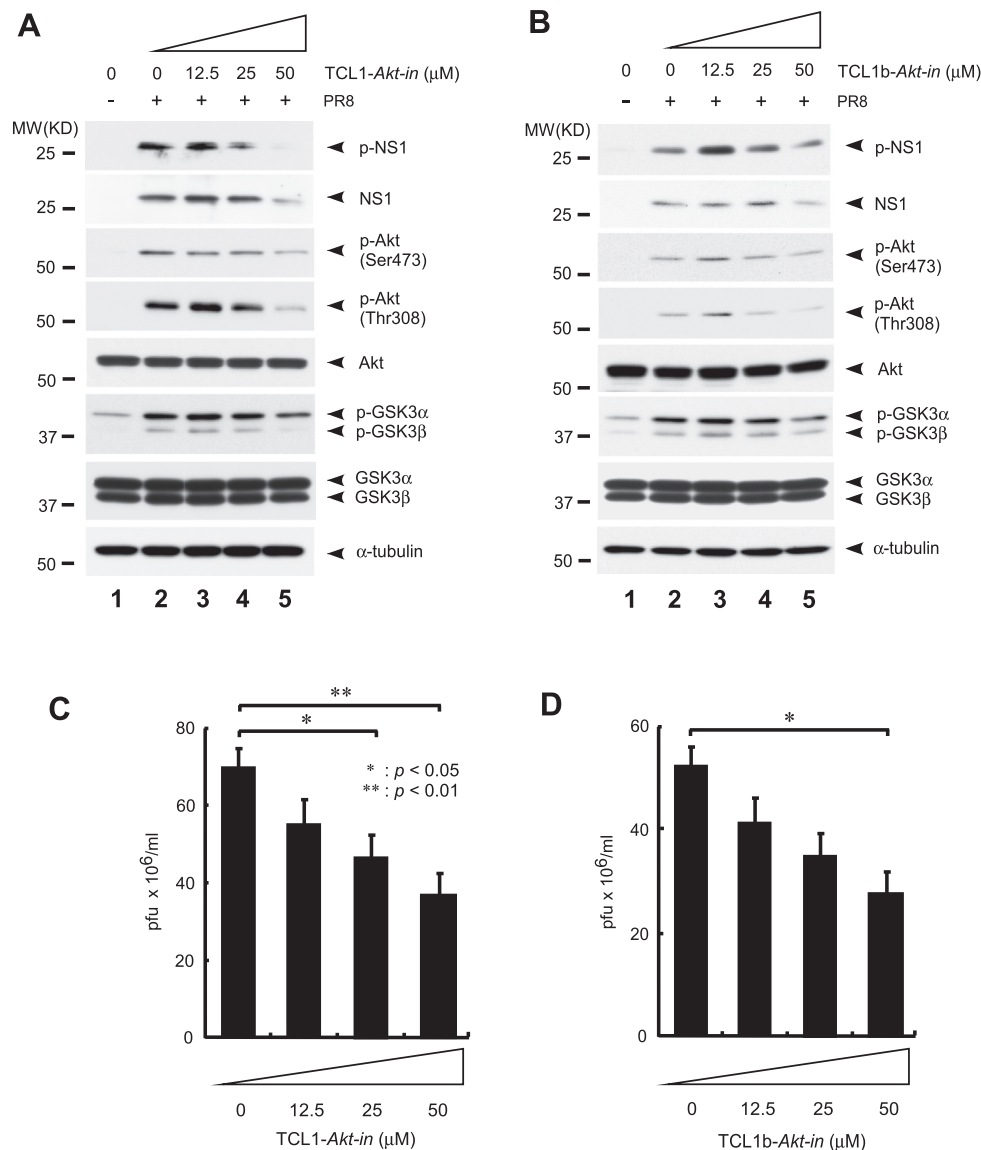 A
0 0 12.5 25 50 TCL1-Akt-in (μM)
- + + + + PR8
MW(KD)
25 p-NS1
25 NS1
50 p-Akt
(Ser473)
50 p-Akt
(Thr308)
50 Akt
37 p-GSK3α
p-GSK3β
37 GSK3α
GSK3β
50 α-tubulin
1 2 3 4 5
B
0 0 12.5 25 50 TCL1b-Akt-in (μM)
- + + + + PR8
MW(KD)
25 p-NS1
25 NS1
50 p-Akt
(Ser473)
50 p-Akt
(Thr308)
50 Akt
37 p-GSK3α
p-GSK3β
37 GSK3α
GSK3β
50 α-tubulin
1 2 3 4 5
C
**
*
* : p < 0.05
** : p < 0.01
80
60
40
20
0
pfu x 10⁶/ml
0 12.5 25 50
TCL1-Akt-in (μM)
D
*
60
40
20
0
pfu x 10⁶/ml
0 12.5 25 50
TCL1b-Akt-in (μM)